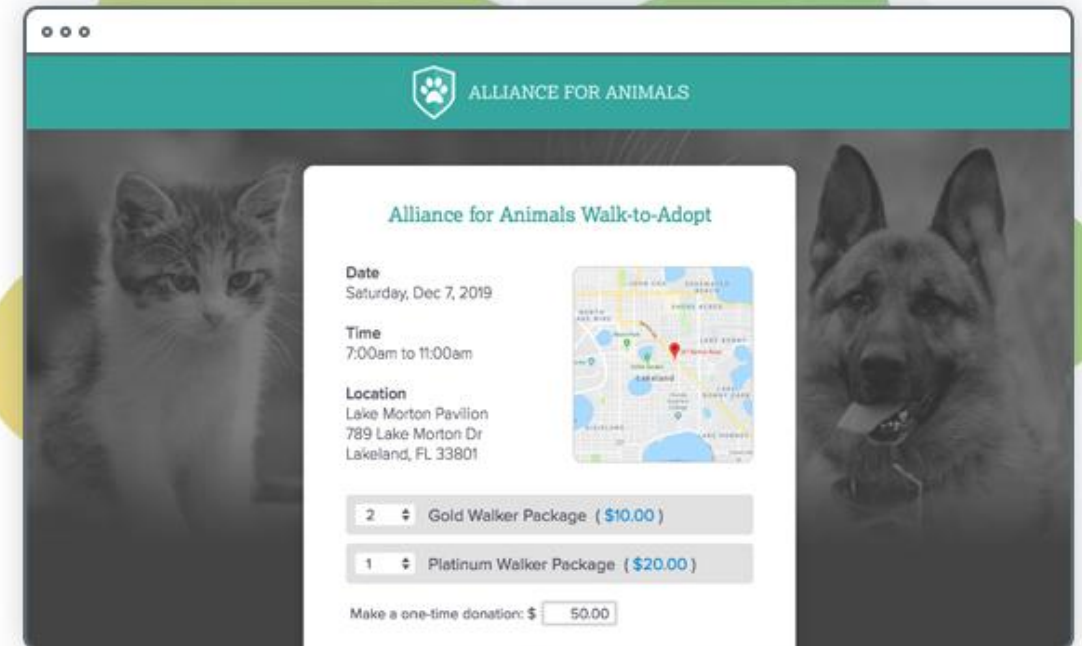 ALLIANCE FOR ANIMALS
Alliance for Animals Walk-to-Adopt
Date
Saturday, Dec 7, 2019
Time
7:00am to 11:00am
Location
Lake Morton Pavilion
789 Lake Morton Dr
Lakeland, FL 33801
Lakeland
2 Gold Walker Package ( $10.00 )
1 Platinum Walker Package ( $20.00 )
Make a one-time donation: $ 50.00